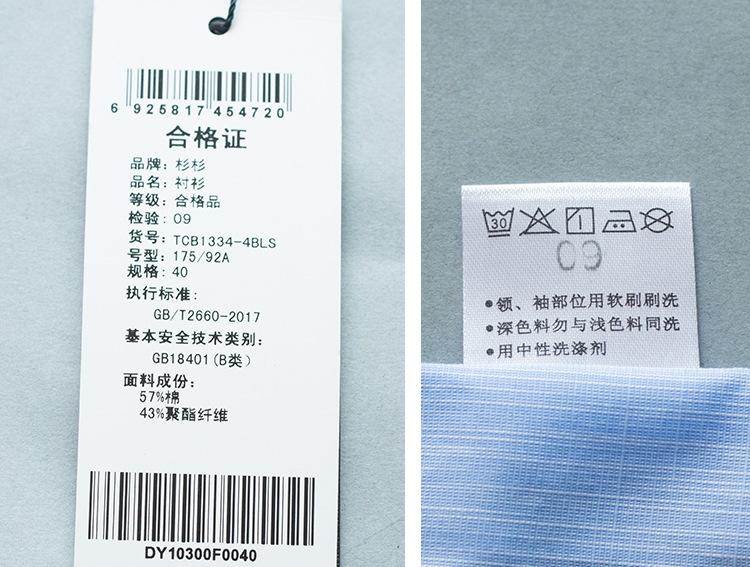 6 925817 454720
合格证
品牌：杉杉
品名：衬衫
等级：合格品
检验：09
货号：TCB1334-4BLS
号型：175/92A
规格：40
执行标准：
GB/T2660-2017
基本安全技术类别：
GB18401(B类)
面料成份：
57%棉
43%聚酯纤维
DY10300F0040
30
09
•领、袖部位用软刷刷洗
•深色料勿与浅色料同洗
•用中性洗涤剂